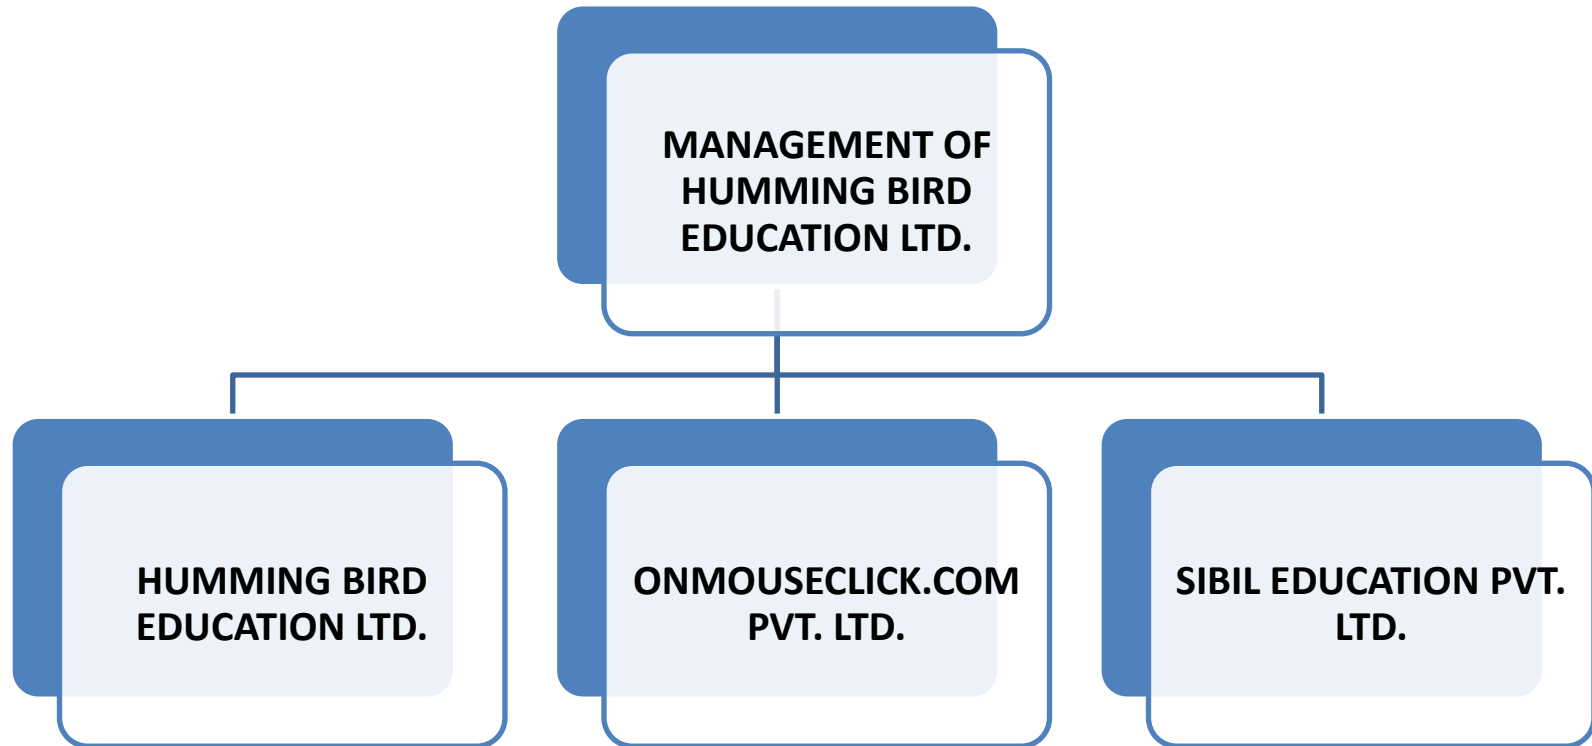 MANAGEMENT OF
HUMMING BIRD
EDUCATION LTD.
HUMMING BIRD
EDUCATION LTD.
ONMOUSECLICK.COM
PVT. LTD.
SIBIL EDUCATION PVT.
LTD.